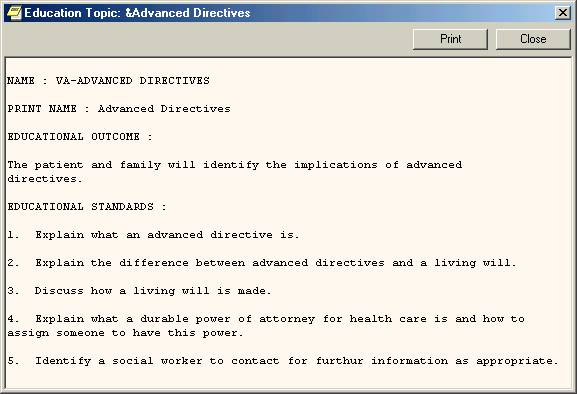 Education Topic: &Advanced Directives
Print Close
NAME : VA-ADVANCED DIRECTIVES
PRINT NAME : Advanced Directives
EDUCATIONAL OUTCOME :
The patient and family will identify the implications of advanced
directives.
EDUCATIONAL STANDARDS :
1. Explain what an advanced directive is.
2. Explain the difference between advanced directives and a living will.
3. Discuss how a living will is made.
4. Explain what a durable power of attorney for health care is and how to
assign someone to have this power.
5. Identify a social worker to contact for furthur information as appropriate.